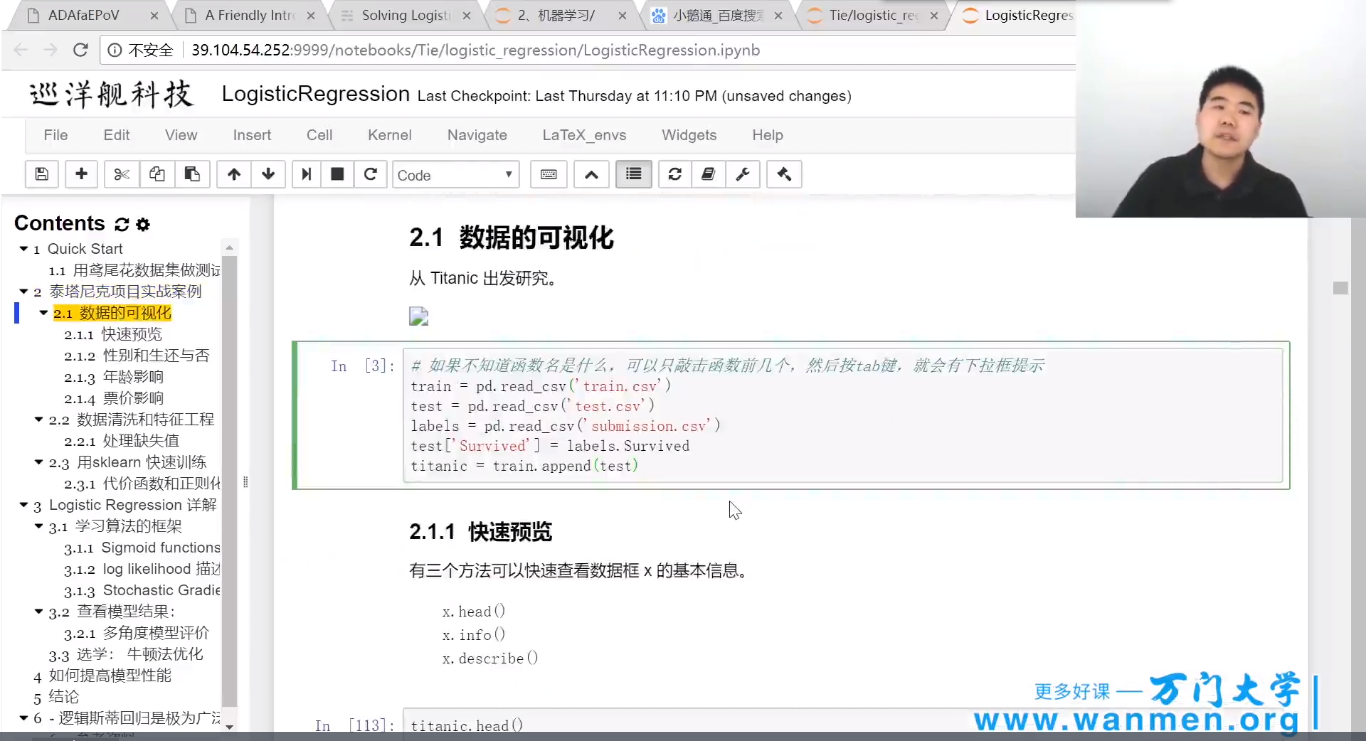 ADAfaEPoV
A Friendly Intr
Solving Logisti
2、机器学习/
小鹅通_百度搜索
Tie/logistic_re
LogisticRegres
不安全
39.104.54.252:9999/notebooks/Tie/logistic_regression/LogisticRegression.ipynb
巡洋舰科技
LogisticRegression Last Checkpoint: Last Thursday at 11:10 PM (unsaved changes)
File Edit View Insert Cell Kernel Navigate LaTeX_envs Widgets Help
Code
Contents
1 Quick Start
1.1 用鸢尾花数据集做测试
2 泰塔尼克项目实战案例
2.1 数据的可视化
2.1.1 快速预览
2.1.2 性别和生还与否
2.1.3 年龄影响
2.1.4 票价影响
2.2 数据清洗和特征工程
2.2.1 处理缺失值
2.3 用sklearn 快速训练
2.3.1 代价函数和正则化
3 Logistic Regression 详解
3.1 学习算法的框架
3.1.1 Sigmoid functions
3.1.2 log likelihood 描述
3.1.3 Stochastic Gradie
3.2 查看模型结果：
3.2.1 多角度模型评价
3.3 选学： 牛顿法优化
4 如何提高模型性能
5 结论
6 - 逻辑斯蒂回归是极为广泛
2.1 数据的可视化
从 Titanic 出发研究。
In [3]:
# 如果不知道函数名是什么，可以只敲击函数前几个，然后按tab键，就会有下拉框提示
train = pd.read_csv('train.csv')
test = pd.read_csv('test.csv')
labels = pd.read_csv('submission.csv')
test['Survived'] = labels.Survived
titanic = train.append(test)
2.1.1 快速预览
有三个方法可以快速查看数据框 x 的基本信息。
x.head()
x.info()
x.describe()
In [113]: titanic.head()
更多好课 — 万门大学
www.wanmen.org